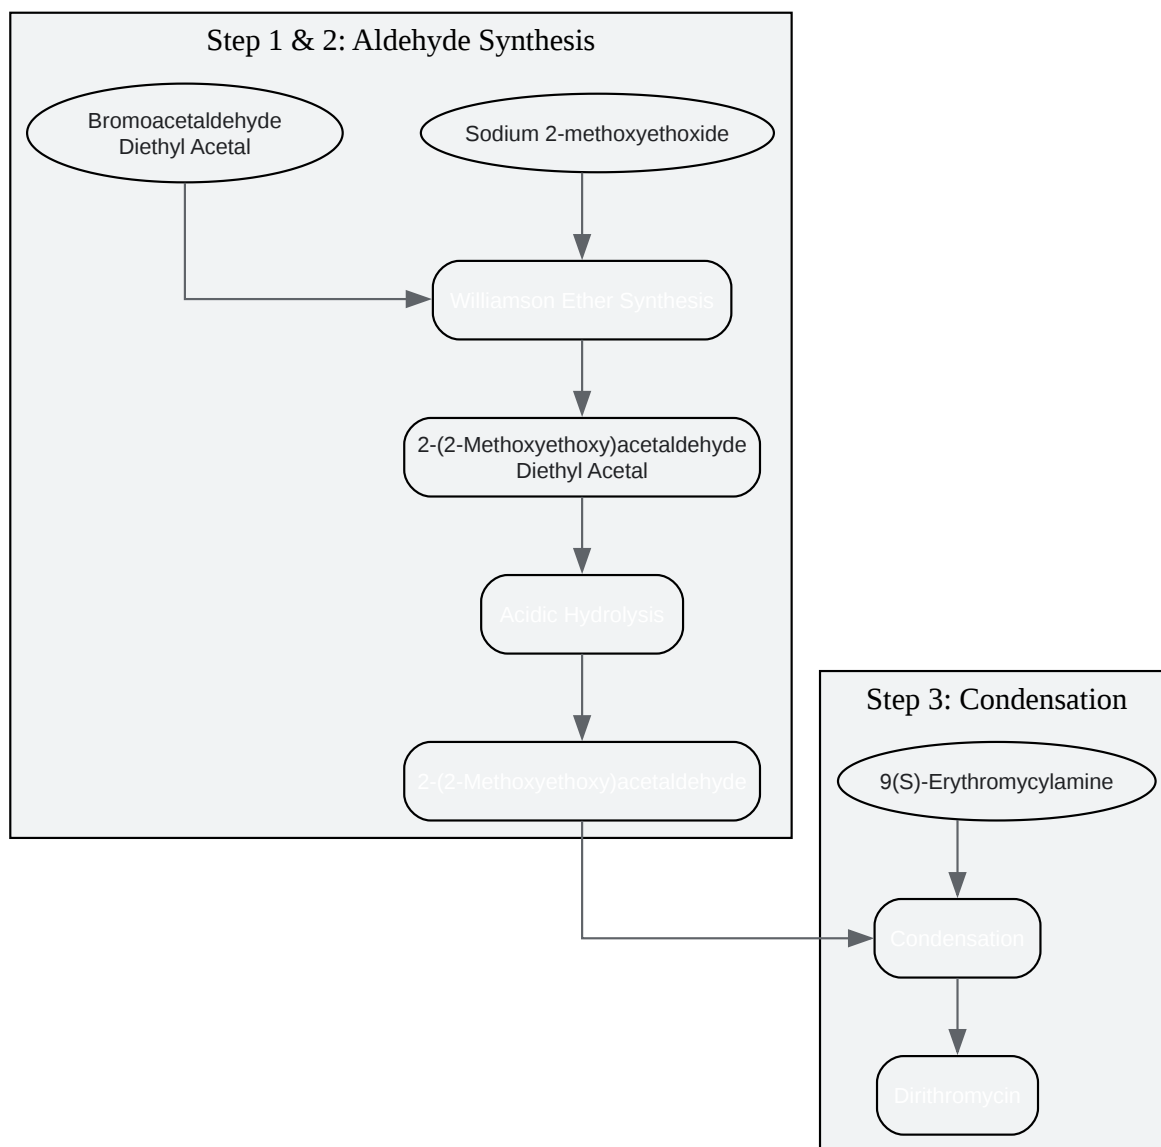 Step 1 & 2: Aldehyde Synthesis
Bromoacetaldehyde
Diethyl Acetal
Sodium 2-methoxyethoxide
Williamson Ether Synthesis
2-(2-Methoxyethoxy)acetaldehyde
Diethyl Acetal
Acidic Hydrolysis
2-(2-Methoxyethoxy)acetaldehyde
Step 3: Condensation
9(S)-Erythromycylamine
Condensation
Dirithromycin